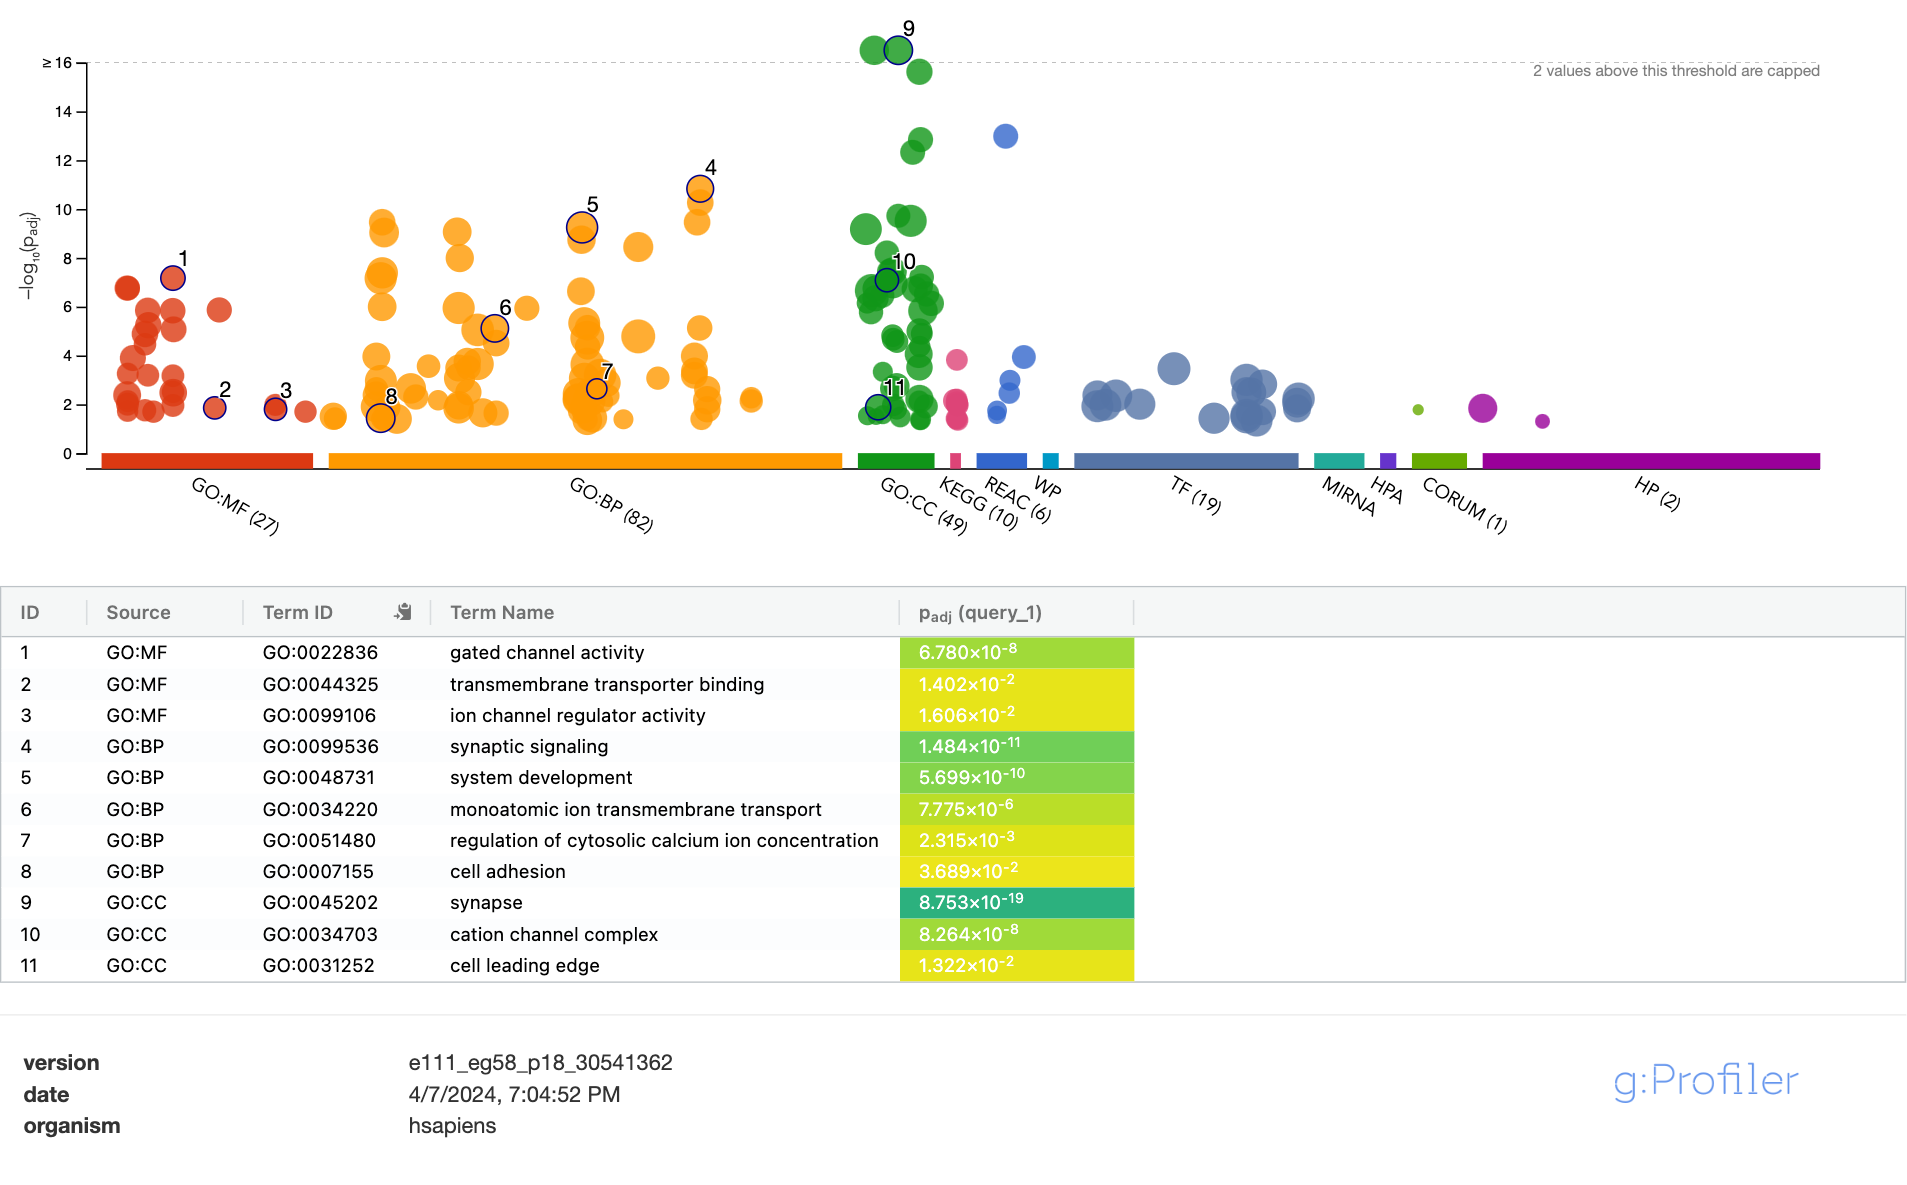 9
≥ 16
2 values above this threshold are capped
14
12
4
10
5
8
1
10
6
6
4
7
2
2
3
8
11
0
−log₁₀(padj)
GO:MF (27)
GO:BP (82)
GO:CC (49)
KEGG (10)
REAC (6)
WP
TF (19)
MIRNA
HPA
CORUM (1)
HP (2)
ID Source Term ID Term Name padj (query_1)
1 GO:MF GO:0022836 gated channel activity 6.780×10⁻⁸
2 GO:MF GO:0044325 transmembrane transporter binding 1.402×10⁻²
3 GO:MF GO:0099106 ion channel regulator activity 1.606×10⁻²
4 GO:BP GO:0099536 synaptic signaling 1.484×10⁻¹¹
5 GO:BP GO:0048731 system development 5.699×10⁻¹⁰
6 GO:BP GO:0034220 monoatomic ion transmembrane transport 7.775×10⁻⁶
7 GO:BP GO:0051480 regulation of cytosolic calcium ion concentration 2.315×10⁻³
8 GO:BP GO:0007155 cell adhesion 3.689×10⁻²
9 GO:CC GO:0045202 synapse 8.753×10⁻¹⁹
10 GO:CC GO:0034703 cation channel complex 8.264×10⁻⁸
11 GO:CC GO:0031252 cell leading edge 1.322×10⁻²
version e111_eg58_p18_30541362
date 4/7/2024, 7:04:52 PM
organism hsapiens
g:Profiler